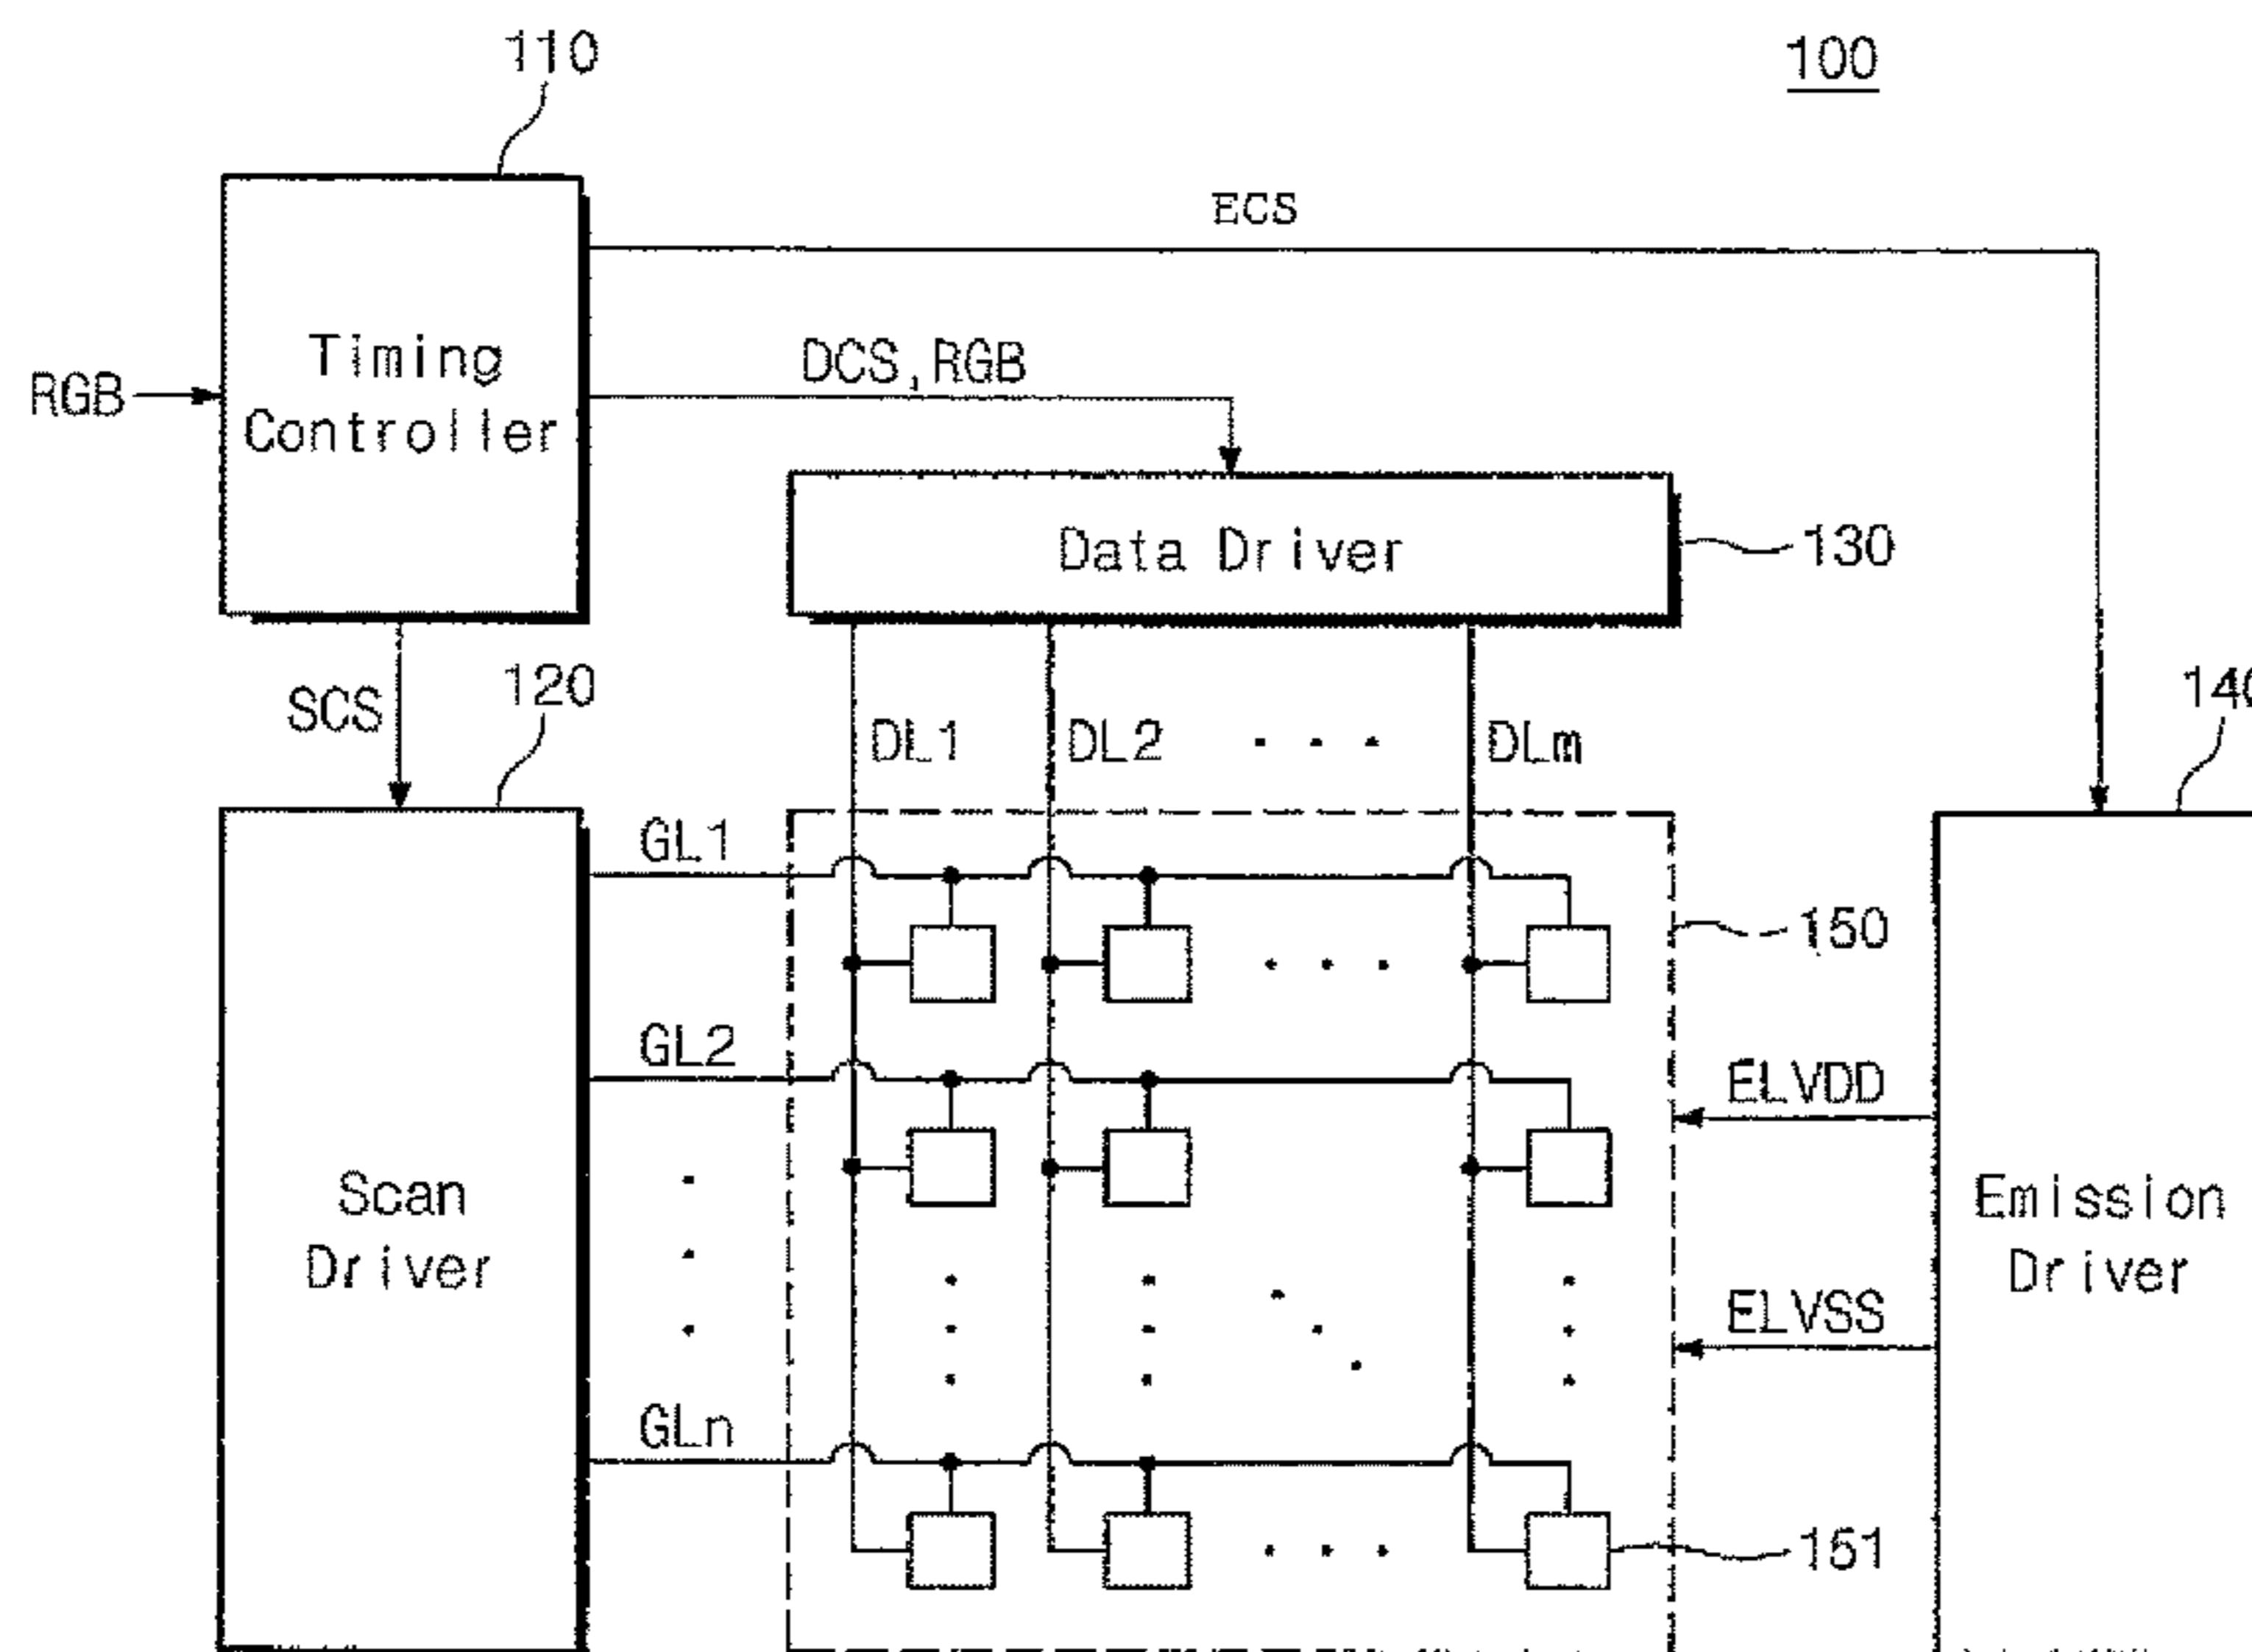 110
100
ECS
RGB
Timing
Controller
DCS,RGB
Data Driver
130
SCS
120
DL1
DL2
DLm
GL1
150
GL2
ELVDD
Scan
Driver
Emission
Driver
ELVSS
GLn
151